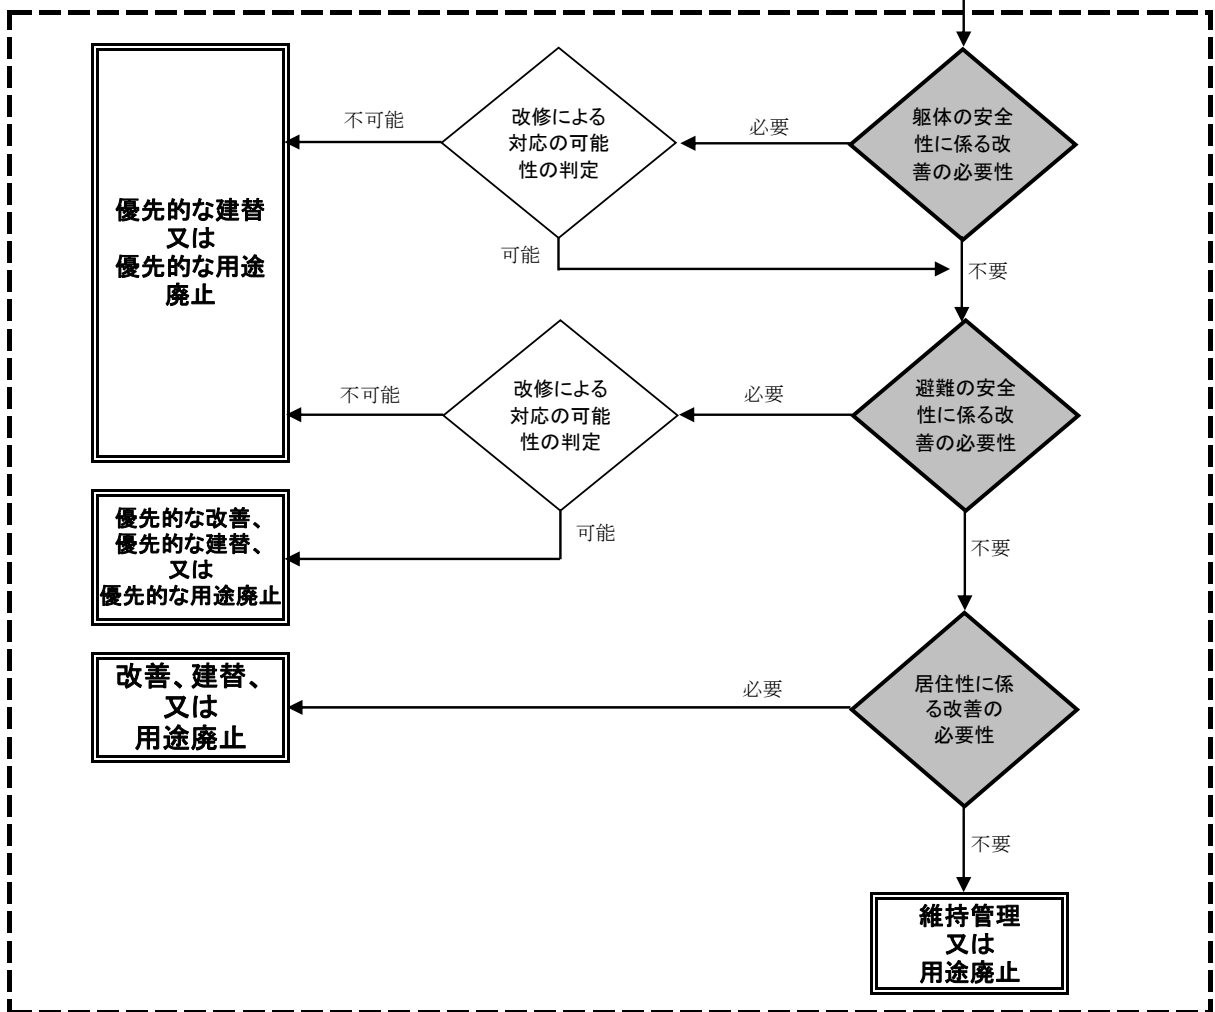 躯体の安全
性に係る改
善の必要性
必要
改修による
対応の可能
性の判定
不可能
優先的な建替
又は
優先的な用途
廃止
可能
不要
避難の安全
性に係る改
善の必要性
必要
改修による
対応の可能
性の判定
不可能
可能
優先的な改善、
優先的な建替、
又は
優先的な用途廃止
不要
居住性に係
る改善の
必要性
必要
改善、建替、
又は
用途廃止
不要
維持管理
又は
用途廃止